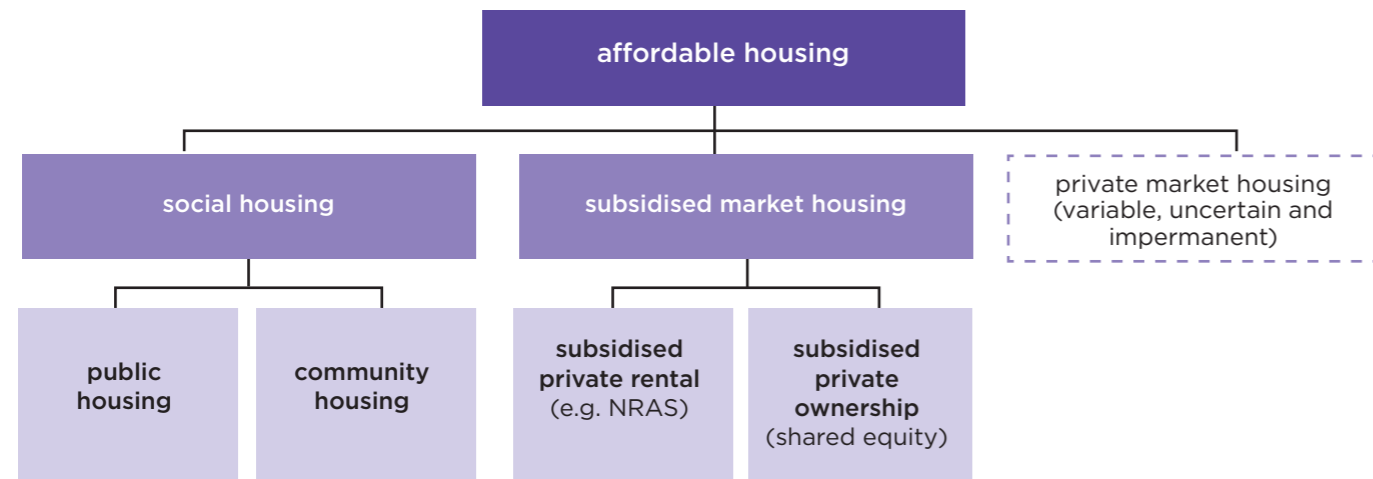 affordable housing
social housing
subsidised market housing
private market housing
(variable, uncertain and
impermanent)
public
housing
community
housing
subsidised
private rental
(e.g. NRAS)
subsidised
private
ownership
(shared equity)